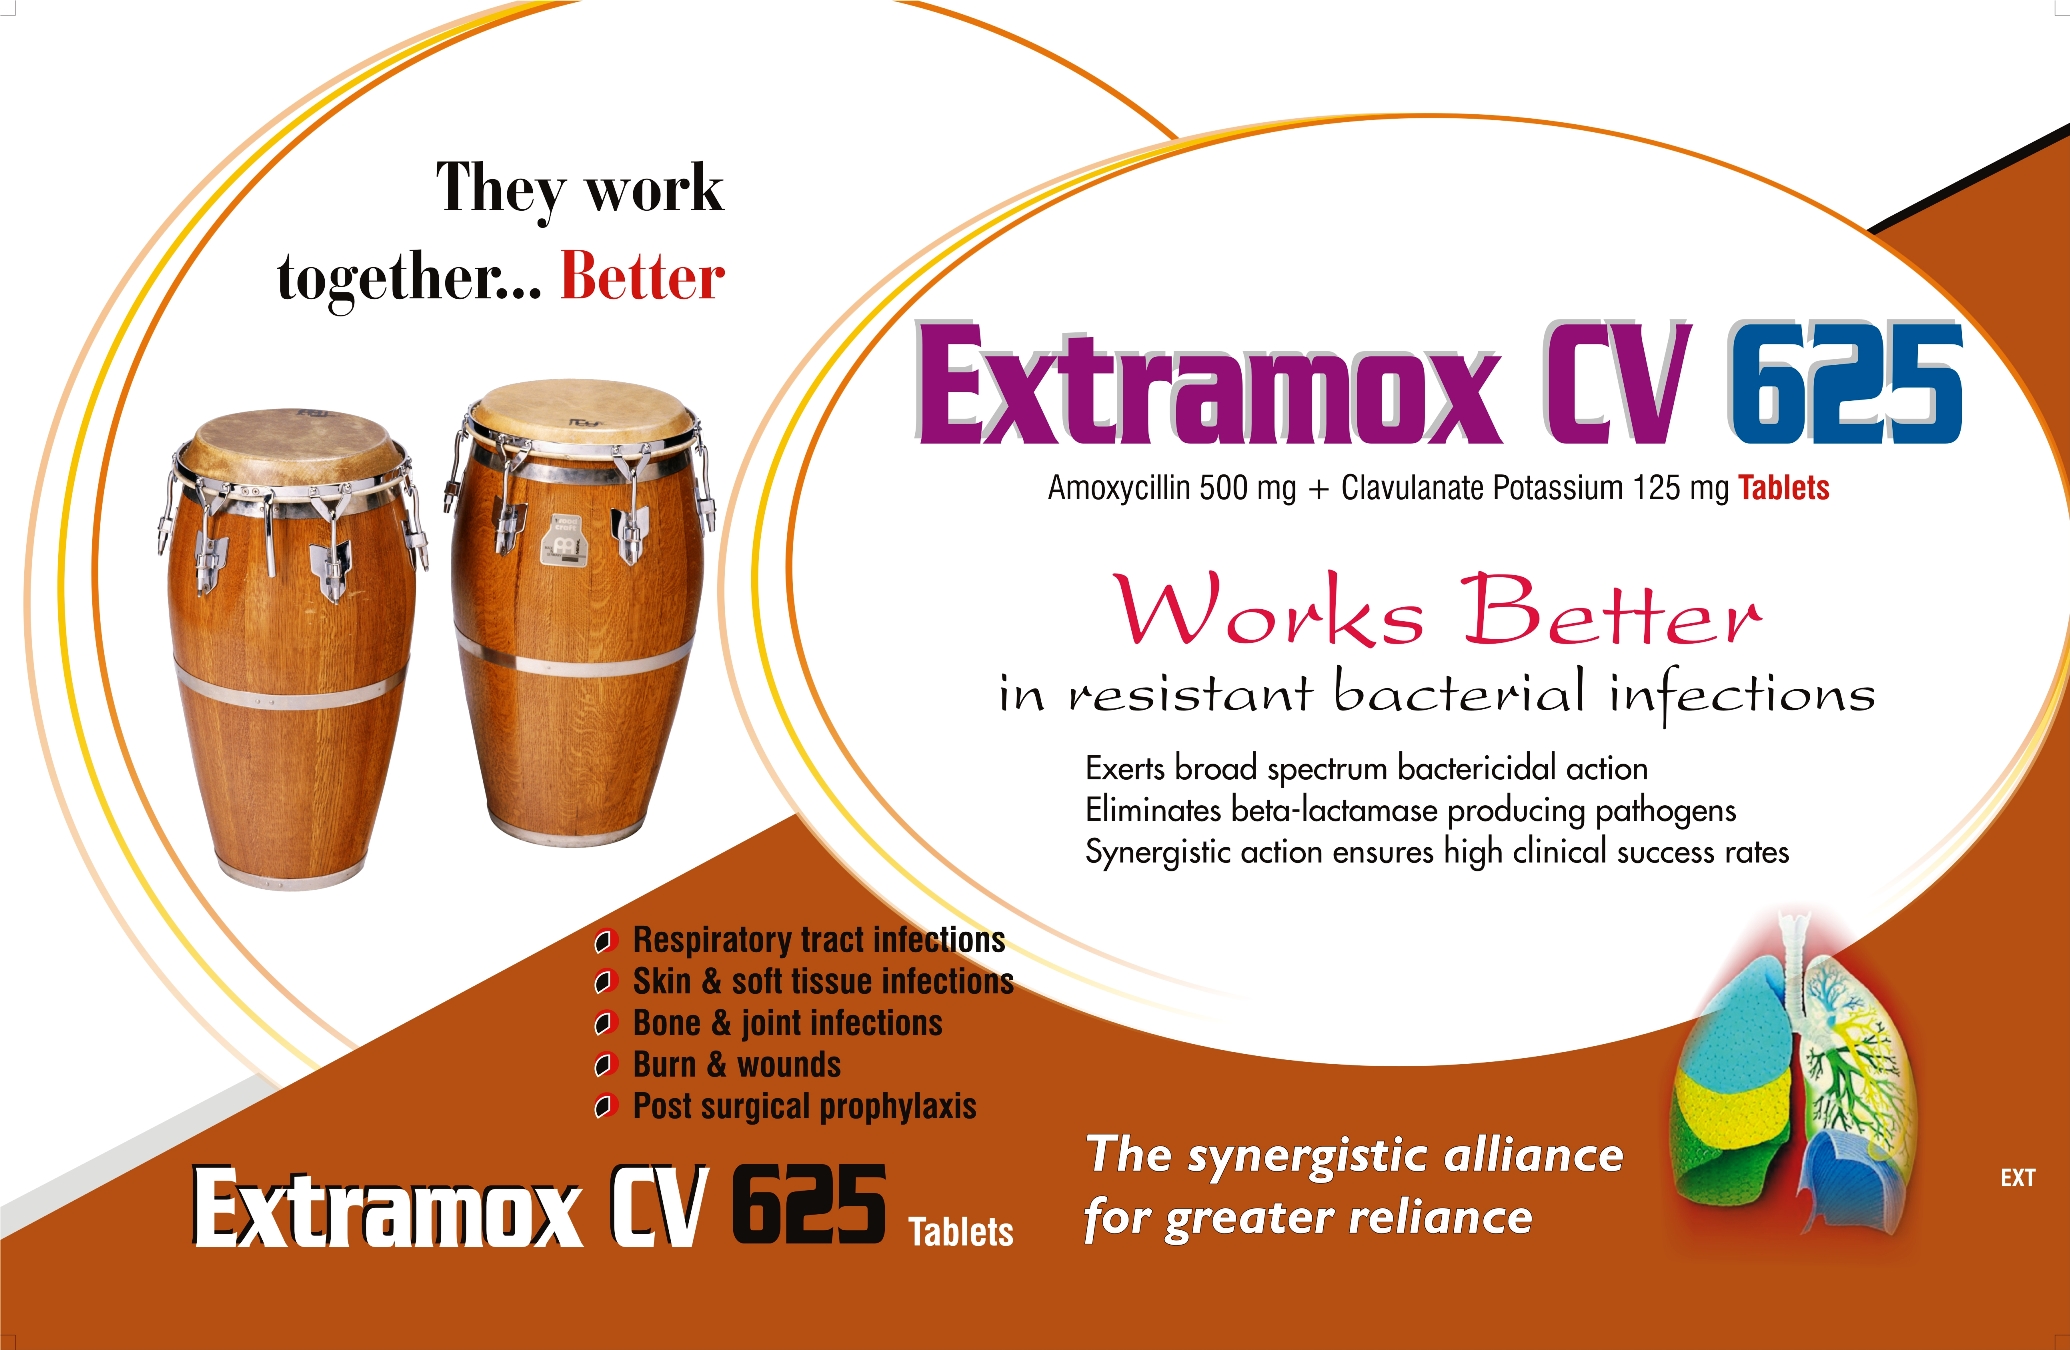 They work
together... Better
Extramox CV 625
Amoxycillin 500 mg + Clavulanate Potassium 125 mg Tablets
Works Better
in resistant bacterial infections
Exerts broad spectrum bactericidal action
Eliminates beta-lactamase producing pathogens
Synergistic action ensures high clinical success rates
Respiratory tract infections
Skin & soft tissue infections
Bone & joint infections
Burn & wounds
Post surgical prophylaxis
Extramox CV 625 Tablets
The synergistic alliance
for greater reliance
EXT